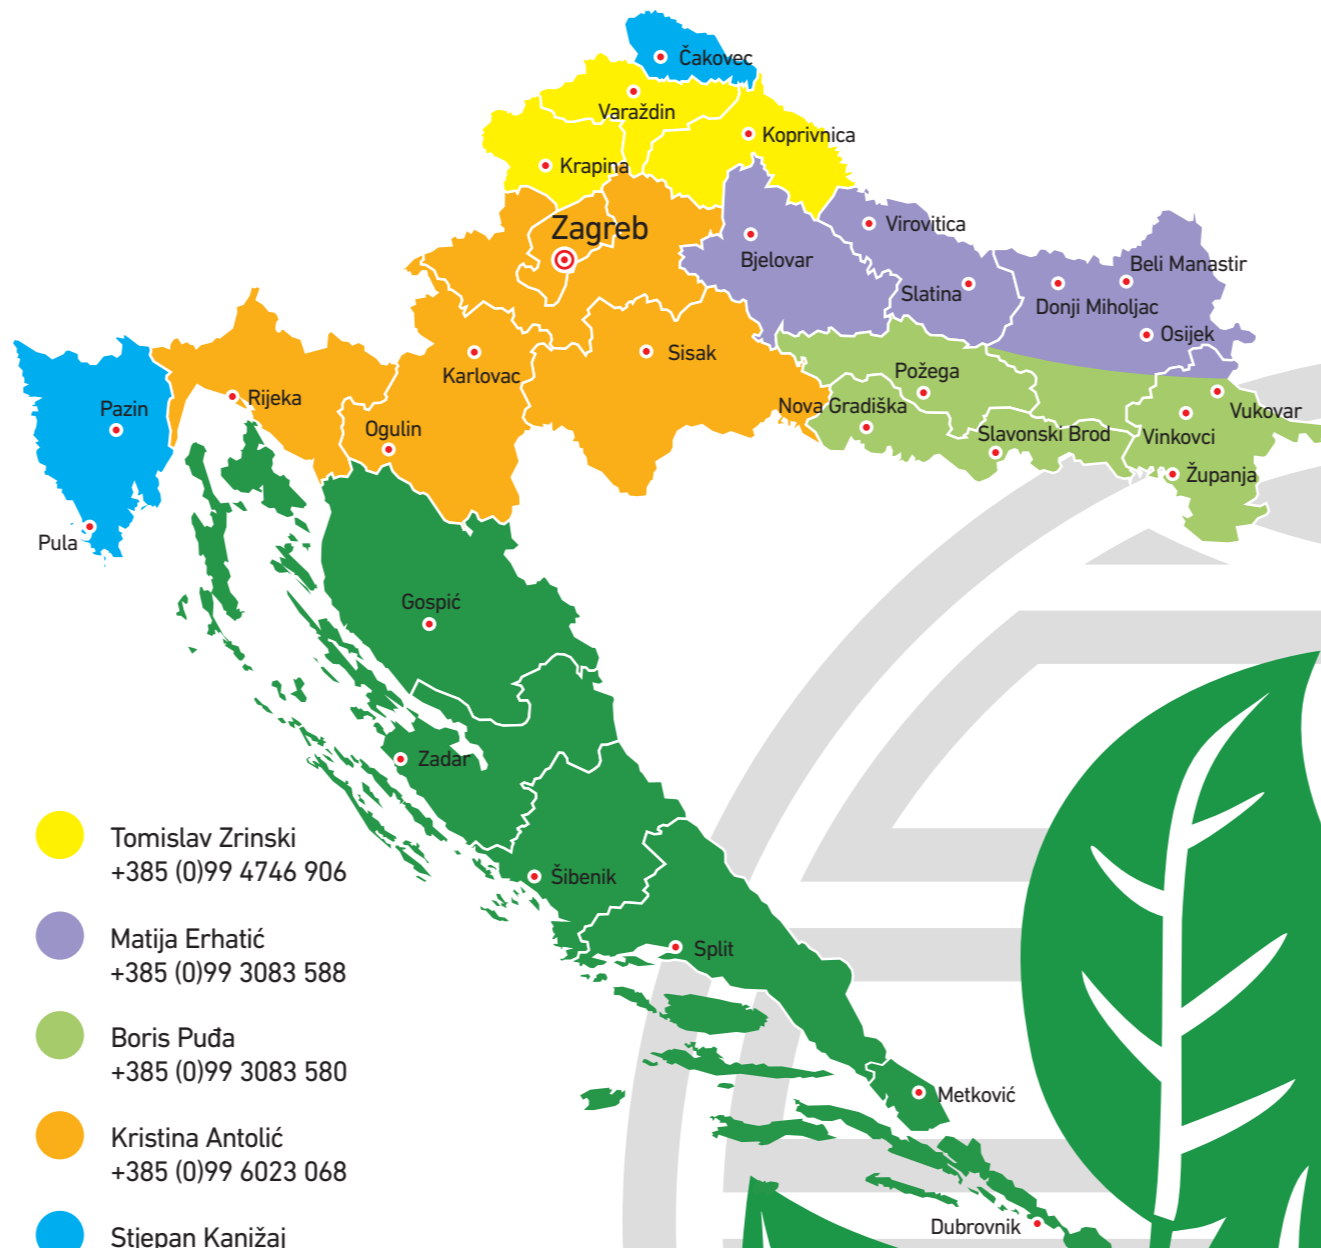 Čakovec
Varaždin
Koprivnica
Krapina
Zagreb
Virovitica
Bjelovar
Beli Manastir
Slatina
Donji Miholjac
Osijek
Sisak
Karlovac
Požega
Rijeka
Pazin
Nova Gradiška
Vukovar
Ogulin
Slavonski Brod
Vinkovci
Županja
Pula
Gospić
Zadar
Šibenik
Split
Metković
Dubrovnik
Tomislav Zrinski
+385 (0)99 4746 906
Matija Erhatić
+385 (0)99 3083 588
Boris Puđa
+385 (0)99 3083 580
Kristina Antolić
+385 (0)99 6023 068
Stjepan Kanižaj